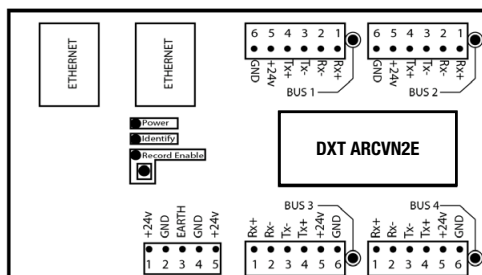 ETHERNET
ETHERNET
6 5 4 3 2 1
GND +24v Tx+ Tx- Rx- Rx+
BUS 1
6 5 4 3 2 1
GND +24v Tx+ Tx- Rx- Rx+
BUS 2
Power
Identify
Record Enable
DXT ARCVN2E
+24v GND EARTH GND +24v
1 2 3 4 5
BUS 3
Rx+ Rx- Tx- Tx+ +24v GND
1 2 3 4 5 6
BUS 4
Rx+ Rx- Tx- Tx+ +24v GND
1 2 3 4 5 6